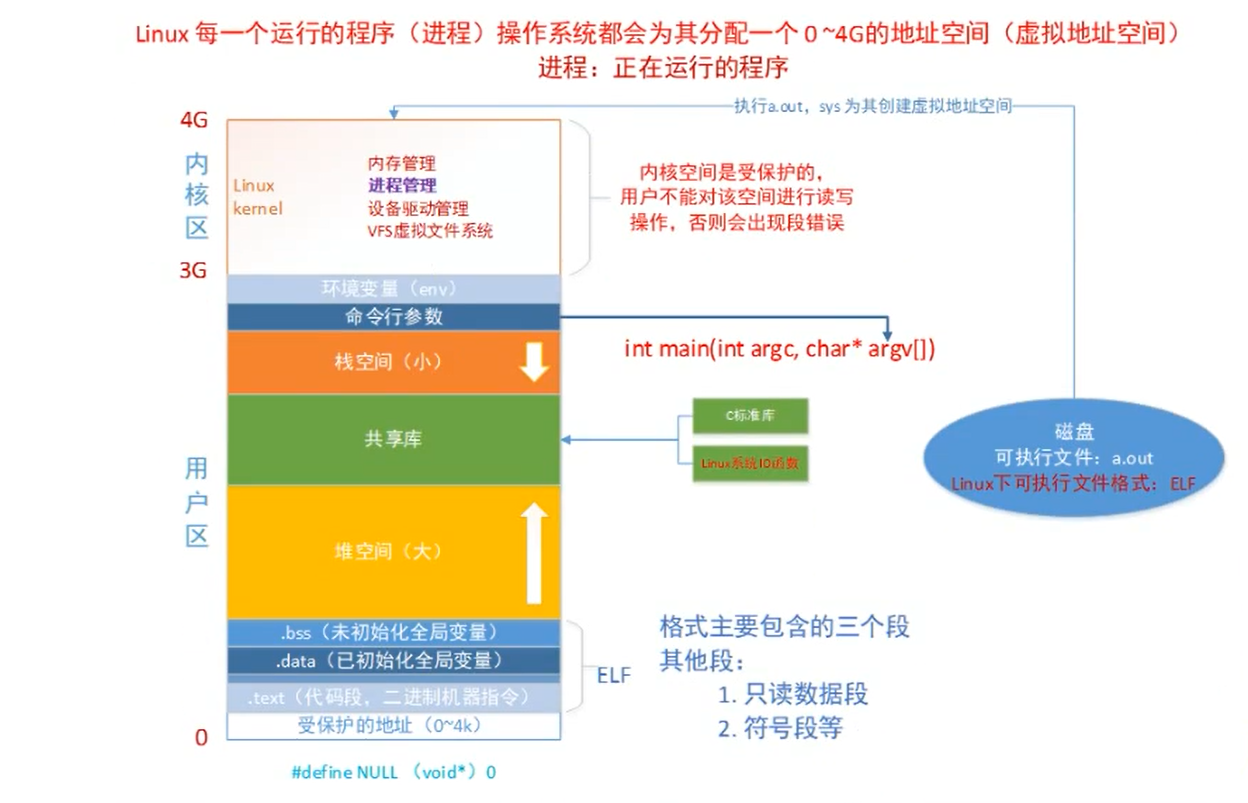 Linux 每一个运行的程序（进程）操作系统都会为其分配一个 0 ~4G的地址空间（虚拟地址空间）
进程：正在运行的程序
执行a.out，sys 为其创建虚拟地址空间
4G
内核区
Linux
kernel
内存管理
进程管理
设备驱动管理
VFS虚拟文件系统
内核空间是受保护的，
用户不能对该空间进行读写
操作，否则会出现段错误
3G
环境变量（env）
命令行参数
int main(int argc, char* argv[])
栈空间（小）
共享库
C标准库
Linux系统IO函数
磁盘
可执行文件：a.out
Linux下可执行文件格式：ELF
用户区
堆空间（大）
.bss（未初始化全局变量）
.data（已初始化全局变量）
.text（代码段，二进制机器指令）
受保护的地址（0~4k）
ELF
格式主要包含的三个段
其他段：
1. 只读数据段
2. 符号段等
0
#define NULL （void*）0